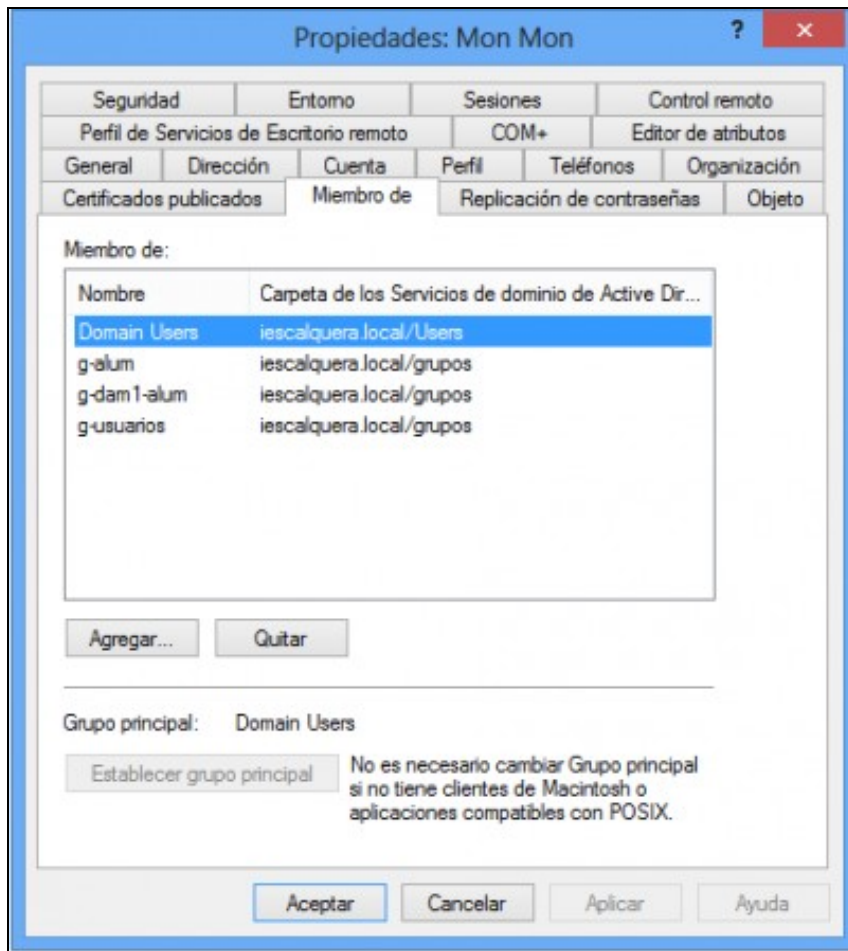 Propiedades: Mon Mon
?
Seguridad Entorno Sesiones Control remoto
Perfil de Servicios de Escritorio remoto COM+ Editor de atributos
General Dirección Cuenta Perfil Teléfonos Organización
Certificados publicados Miembro de Replicación de contraseñas Objeto
Miembro de:
Nombre Carpeta de los Servicios de dominio de Active Dir...
Domain Users iescalquera.local/Users
g-alum iescalquera.local/grupos
g-dam1-alum iescalquera.local/grupos
g-usuarios iescalquera.local/grupos
Agregar... Quitar
Grupo principal: Domain Users
Establecer grupo principal
No es necesario cambiar Grupo principal
si no tiene clientes de Macintosh o
aplicaciones compatibles con POSIX.
Aceptar Cancelar Aplicar Ayuda